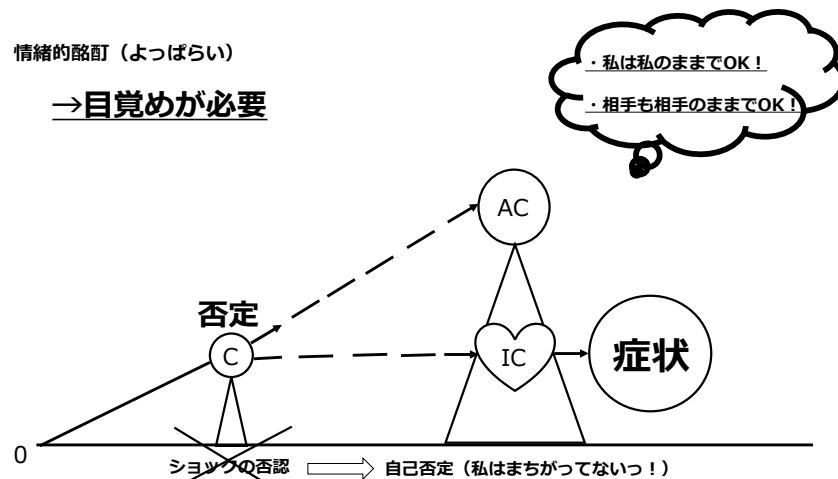 情緒的酩酊（よっぱらい）
→目覚めが必要
・私は私のままでOK！
・相手も相手のままでOK！
AC
否定
C
IC
症状
0
ショックの否認
自己否定（私はまちがってないっ！）